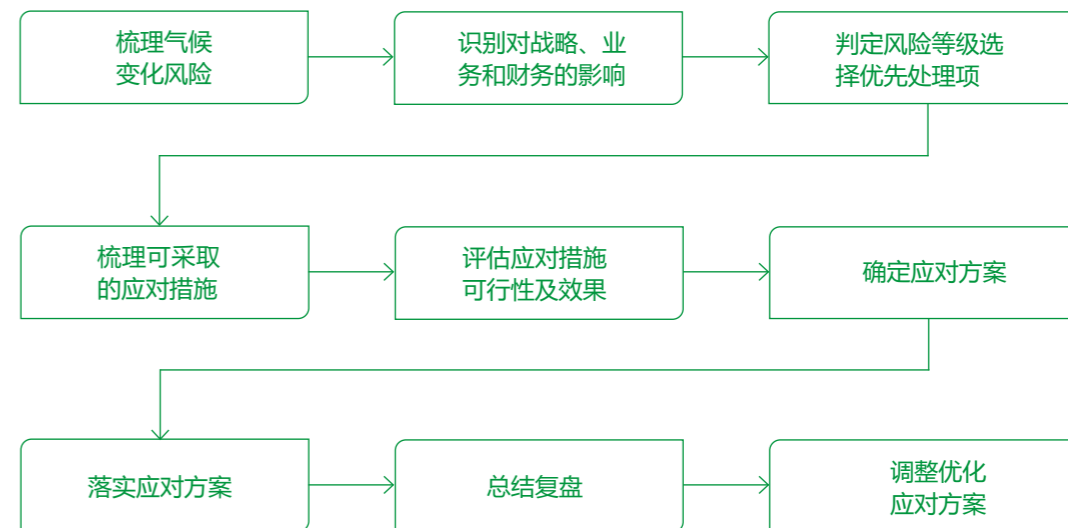 梳理气候
变化风险
识别对战略、业
务和财务的影响
判定风险等级选
择优先处理项
梳理可采取
的应对措施
评估应对措施
可行性及效果
确定应对方案
落实应对方案
总结复盘
调整优化
应对方案